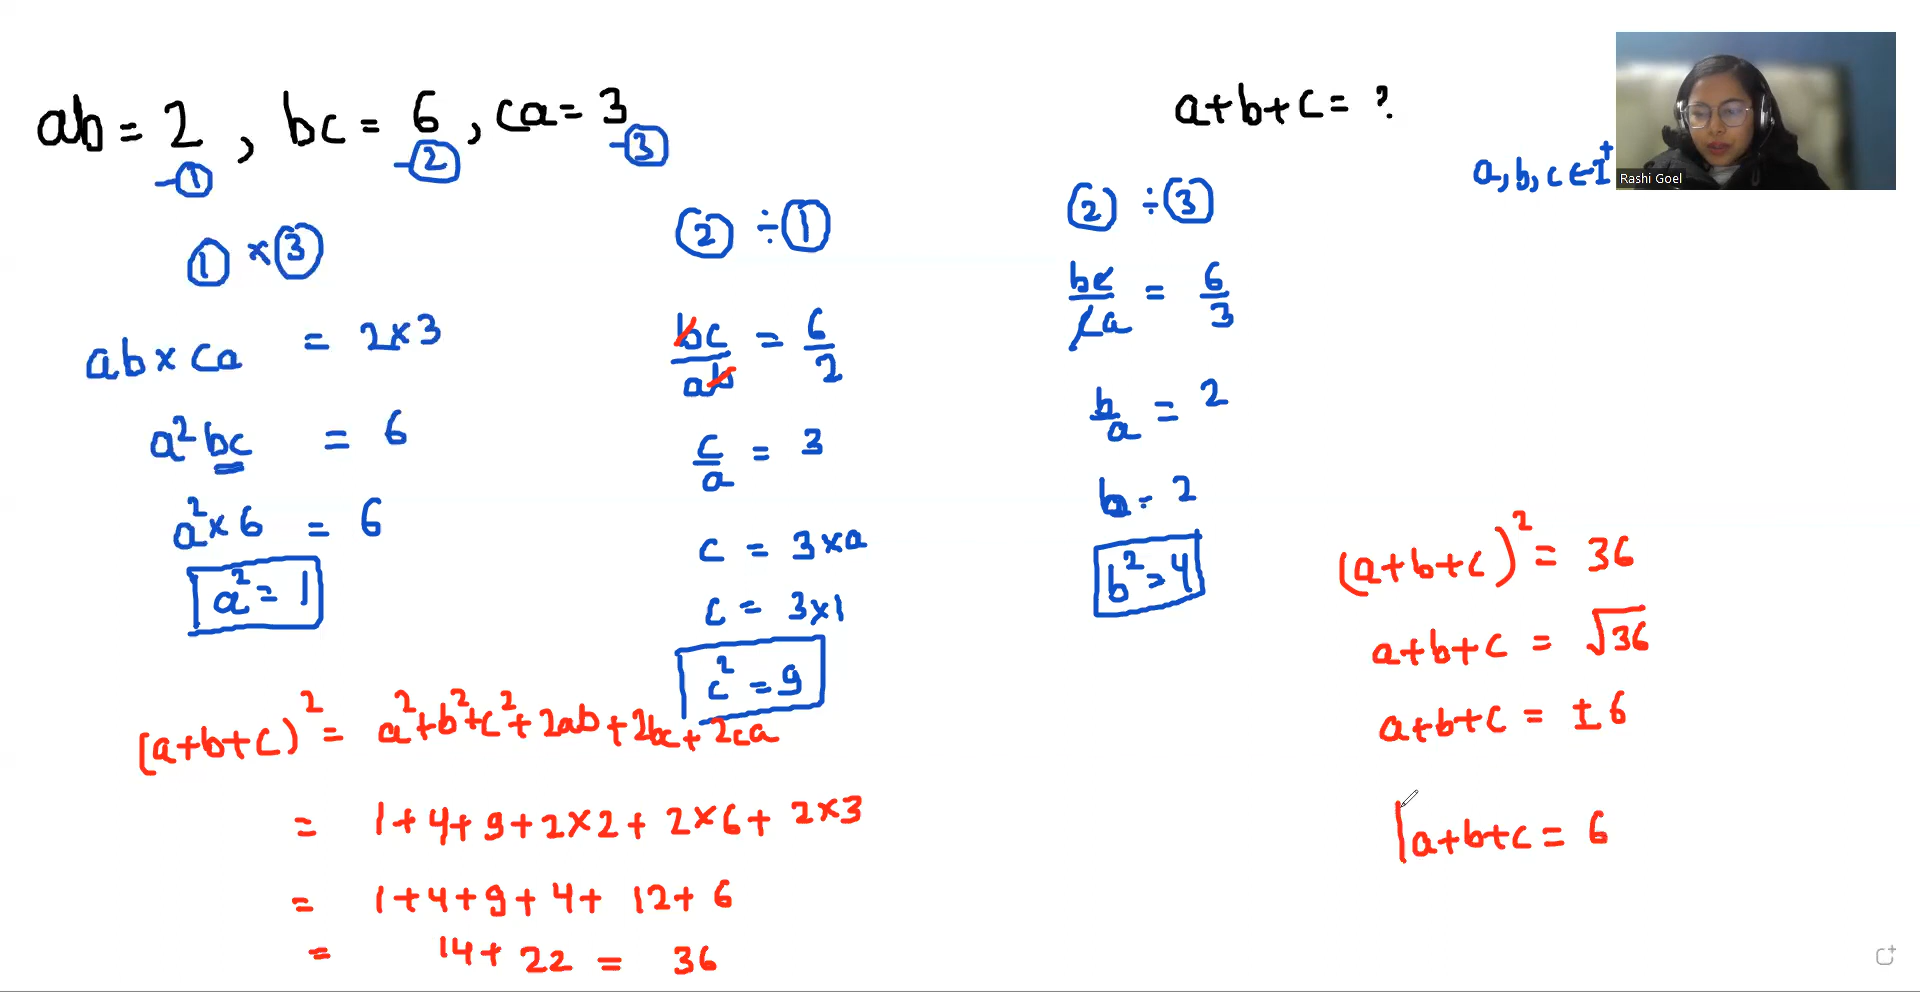 ab = 2 , bc = 6 , ca = 3
-① -② -③
a+b+c = ?
a, b, c ∈ I⁺
Rashi Goel
① × ③
ab × ca = 2×3
a² bc = 6
a² × 6 = 6
a² = 1
② ÷ ①
bc/ab = 6/2
c/a = 3
c = 3×a
c = 3×1
c² = 9
② ÷ ③
bc/ca = 6/3
b/a = 2
b = 2
b² = 4
(a+b+c)² = a²+b²+c²+2ab+2bc+2ca
= 1+4+9+2×2+2×6+2×3
= 1+4+9+4+12+6
= 14+22 = 36
(a+b+c)² = 36
a+b+c = √36
a+b+c = ±6
a+b+c = 6